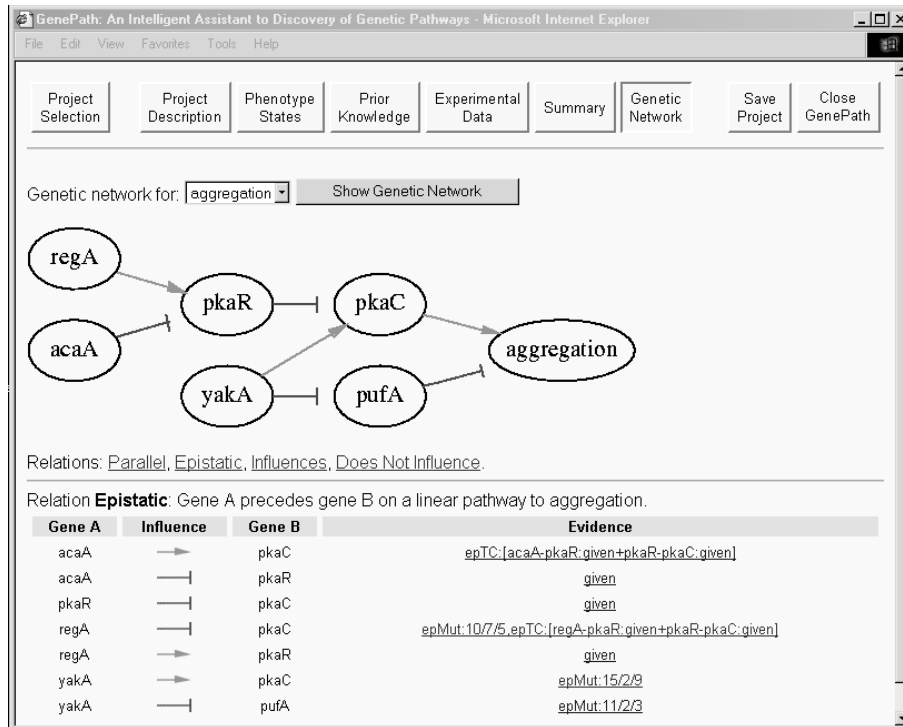 GenePath: An Intelligent Assistant to Discovery of Genetic Pathways - Microsoft Internet Explorer
File Edit View Favorites Tools Help
Project Selection
Project Description
Phenotype States
Prior Knowledge
Experimental Data
Summary
Genetic Network
Save Project
Close GenePath
Genetic network for: aggregation Show Genetic Network
regA
pkaR
pkaC
acaA
aggregation
yakA
pufA
Relations: Parallel, Epistatic, Influences, Does Not Influence.
Relation Epistatic: Gene A precedes gene B on a linear pathway to aggregation.
Gene A Influence Gene B Evidence
acaA pkaC epTC:[acaA-pkaR:given+pkaR-pkaC:given]
acaA pkaR given
pkaR pkaC given
regA pkaC epMut:10/7/5,epTC:[regA-pkaR:given+pkaR-pkaC:given]
regA pkaR given
yakA pkaC epMut:15/2/9
yakA pufA epMut:11/2/3